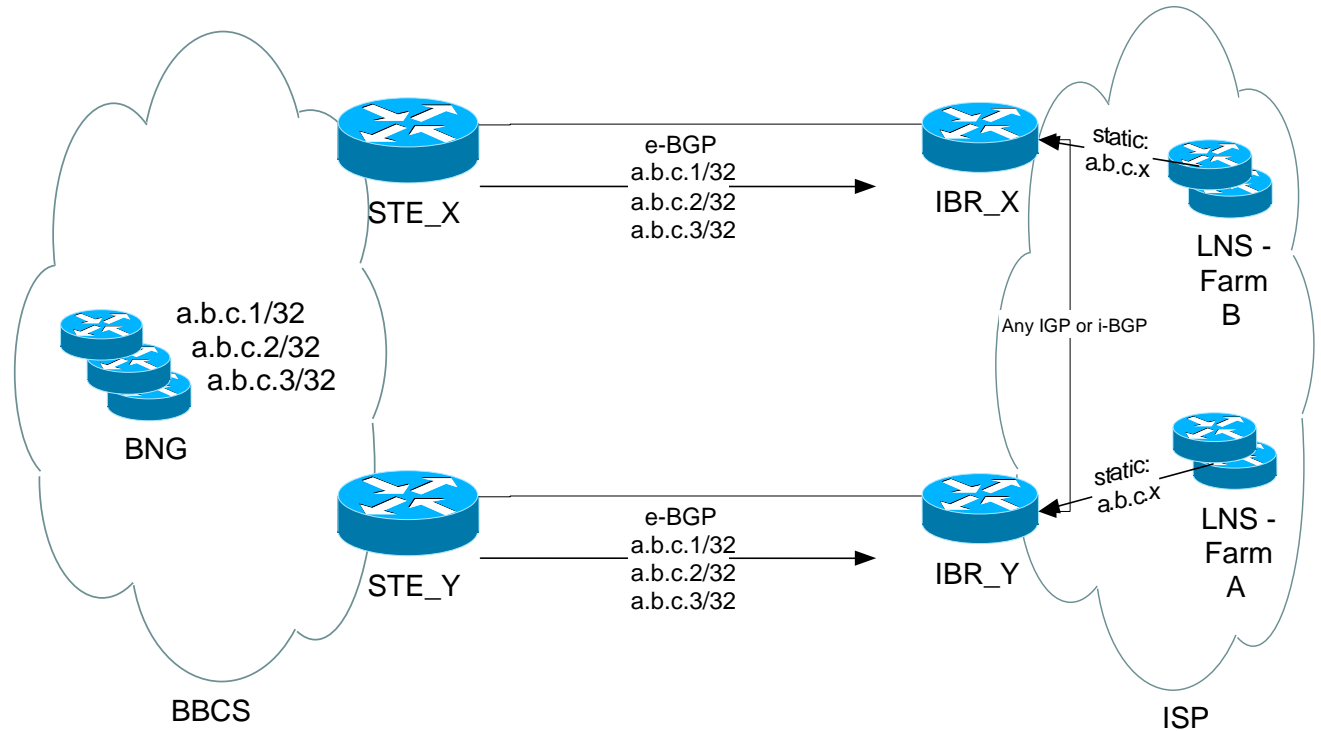 e-BGP
a.b.c.1/32
a.b.c.2/32
a.b.c.3/32
STE_X
IBR_X
static:
a.b.c.x
LNS -
Farm
B
a.b.c.1/32
a.b.c.2/32
a.b.c.3/32
BNG
Any IGP or i-BGP
e-BGP
a.b.c.1/32
a.b.c.2/32
a.b.c.3/32
STE_Y
IBR_Y
static:
a.b.c.x
LNS -
Farm
A
BBCS
ISP